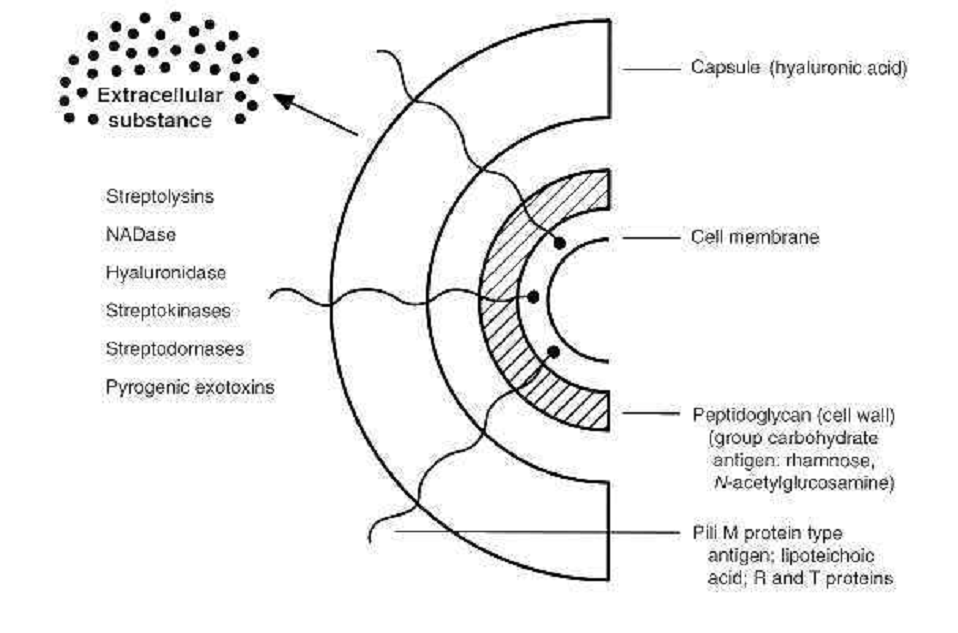 Extracellular
substance
Streptolysins
NADase
Hyaluronidase
Streptokinases
Streptodornases
Pyrogenic exotoxins
Capsule (hyaluronic acid)
Cell membrane
Peptidoglycan (cell wall)
(group carbohydrate
antigen: rhamnose,
N-acetylglucosamine)
Pili M protein type
antigen; lipoteichoic
acid; R and T proteins